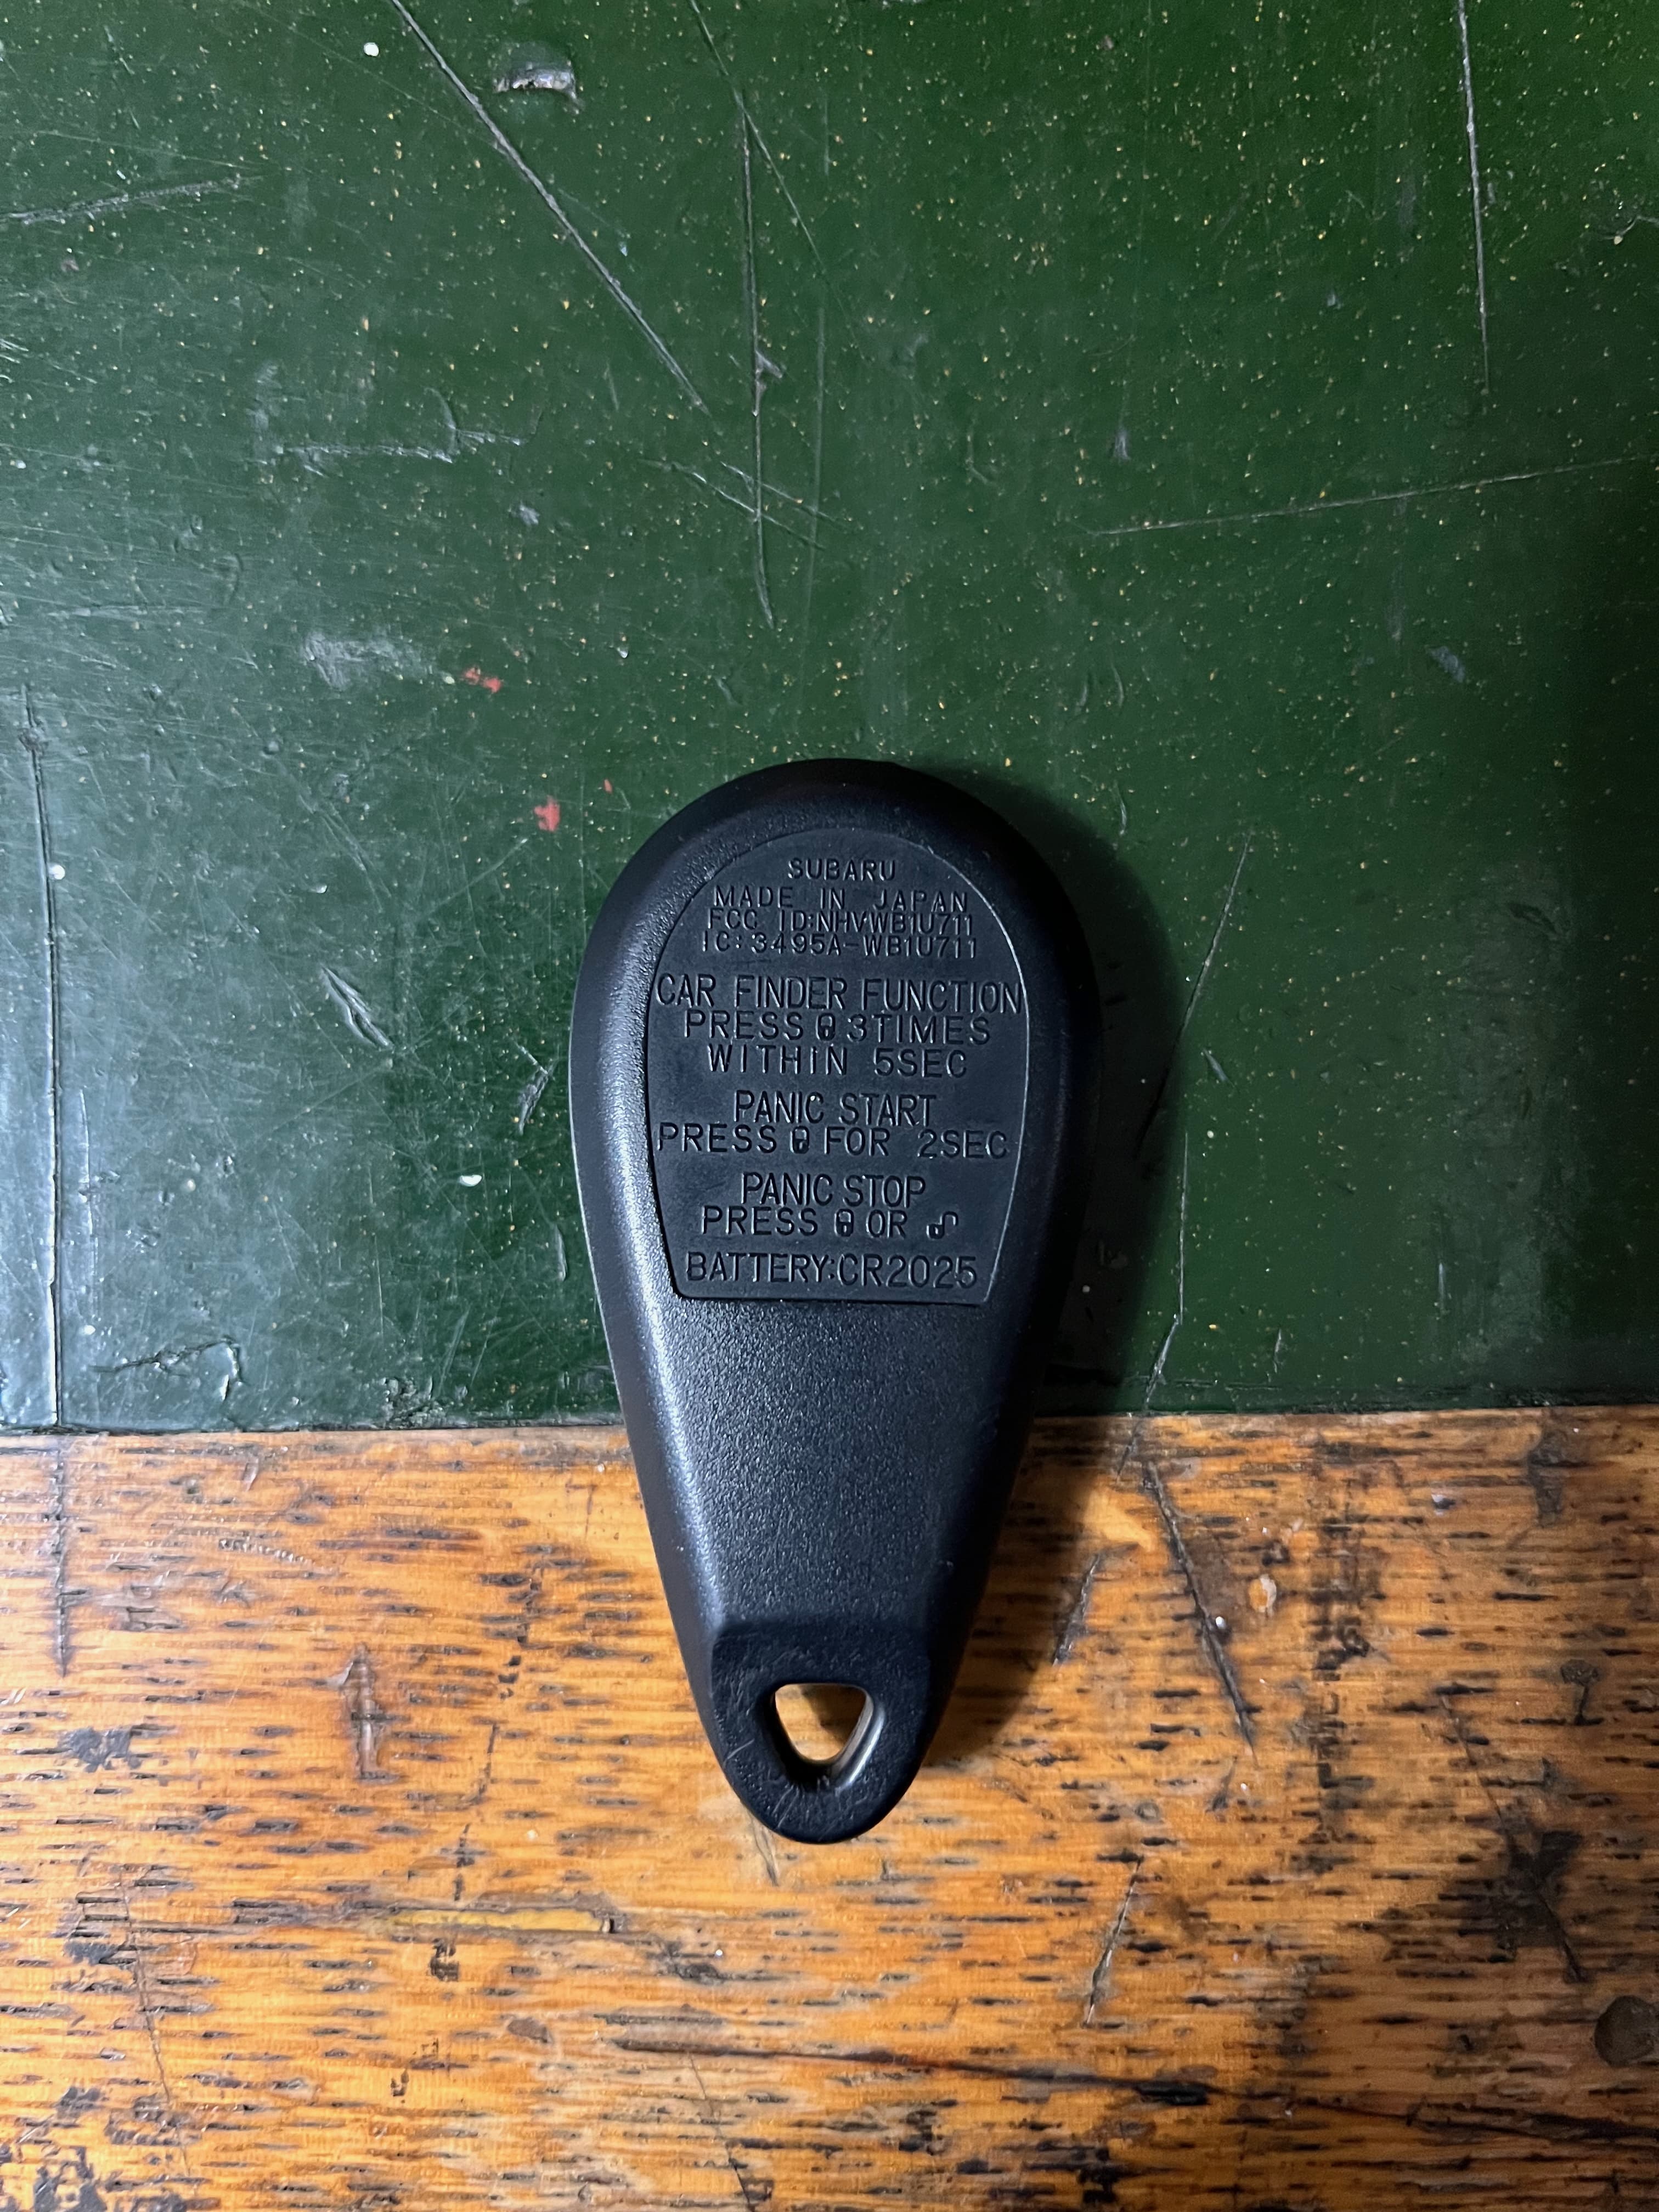 SUBARU
MADE IN JAPAN
FCC ID:NHVWB1U711
IC:3495A-WB1U711
CAR FINDER FUNCTION
PRESS 🔒 3TIMES
WITHIN 5SEC
PANIC START
PRESS 🔒 FOR 2SEC
PANIC STOP
PRESS 🔒 OR 🔓
BATTERY:CR2025